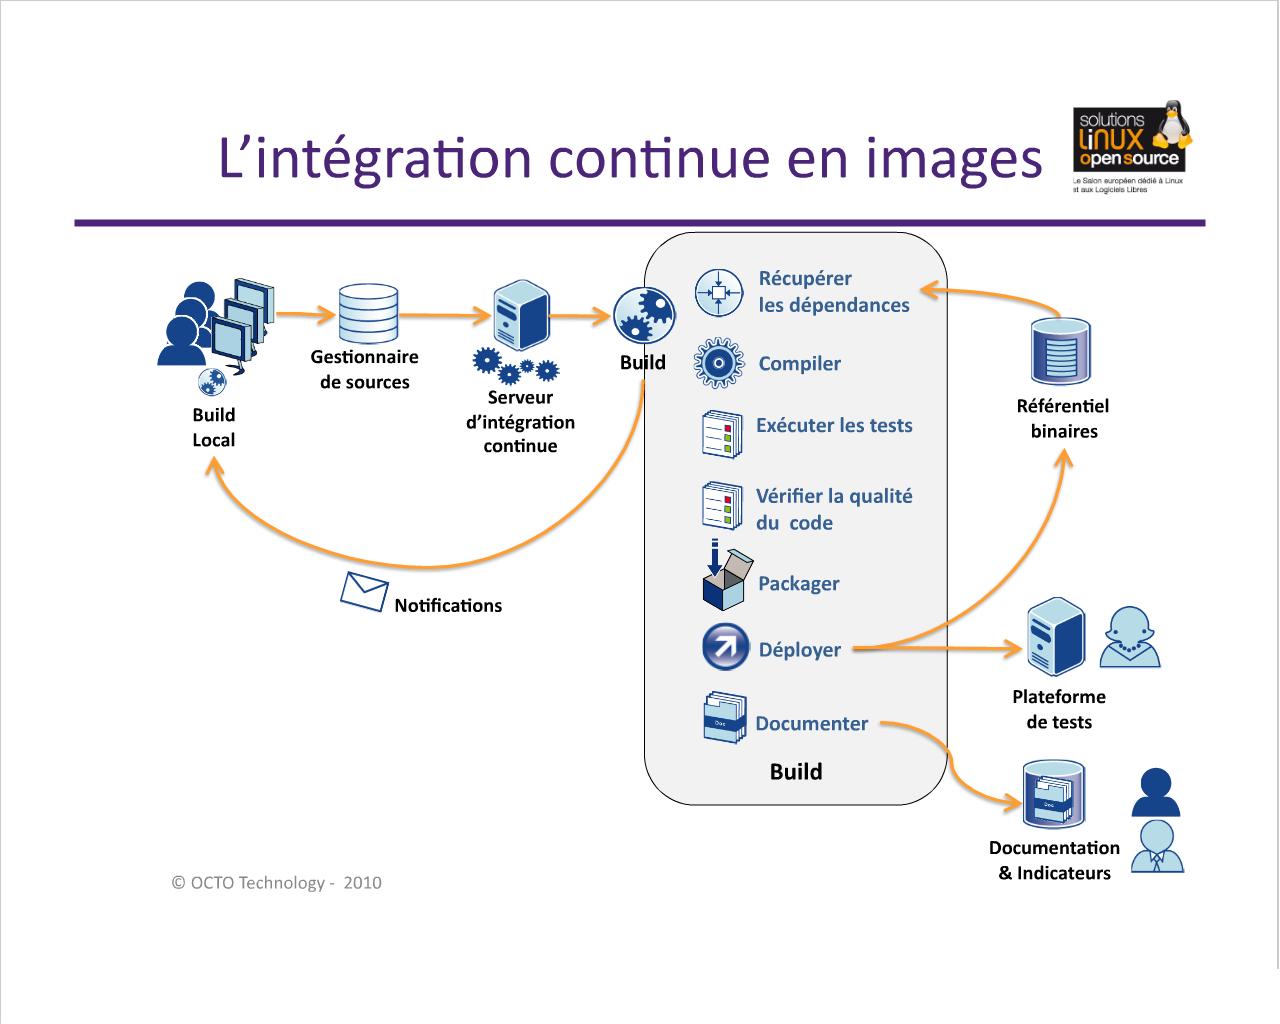 L’intégration continue en images
solutions
LiNUX
open source
Le Salon européen dédié à Linux
et aux Logiciels Libres
Build
Local
Gestionnaire
de sources
Serveur
d’intégration
continue
Build
Notifications
Récupérer
les dépendances
Compiler
Exécuter les tests
Vérifier la qualité
du  code
Packager
Déployer
Doc
Documenter
Build
Référentiel
binaires
Plateforme
de tests
Doc
Documentation
& Indicateurs
© OCTO Technology -  2010